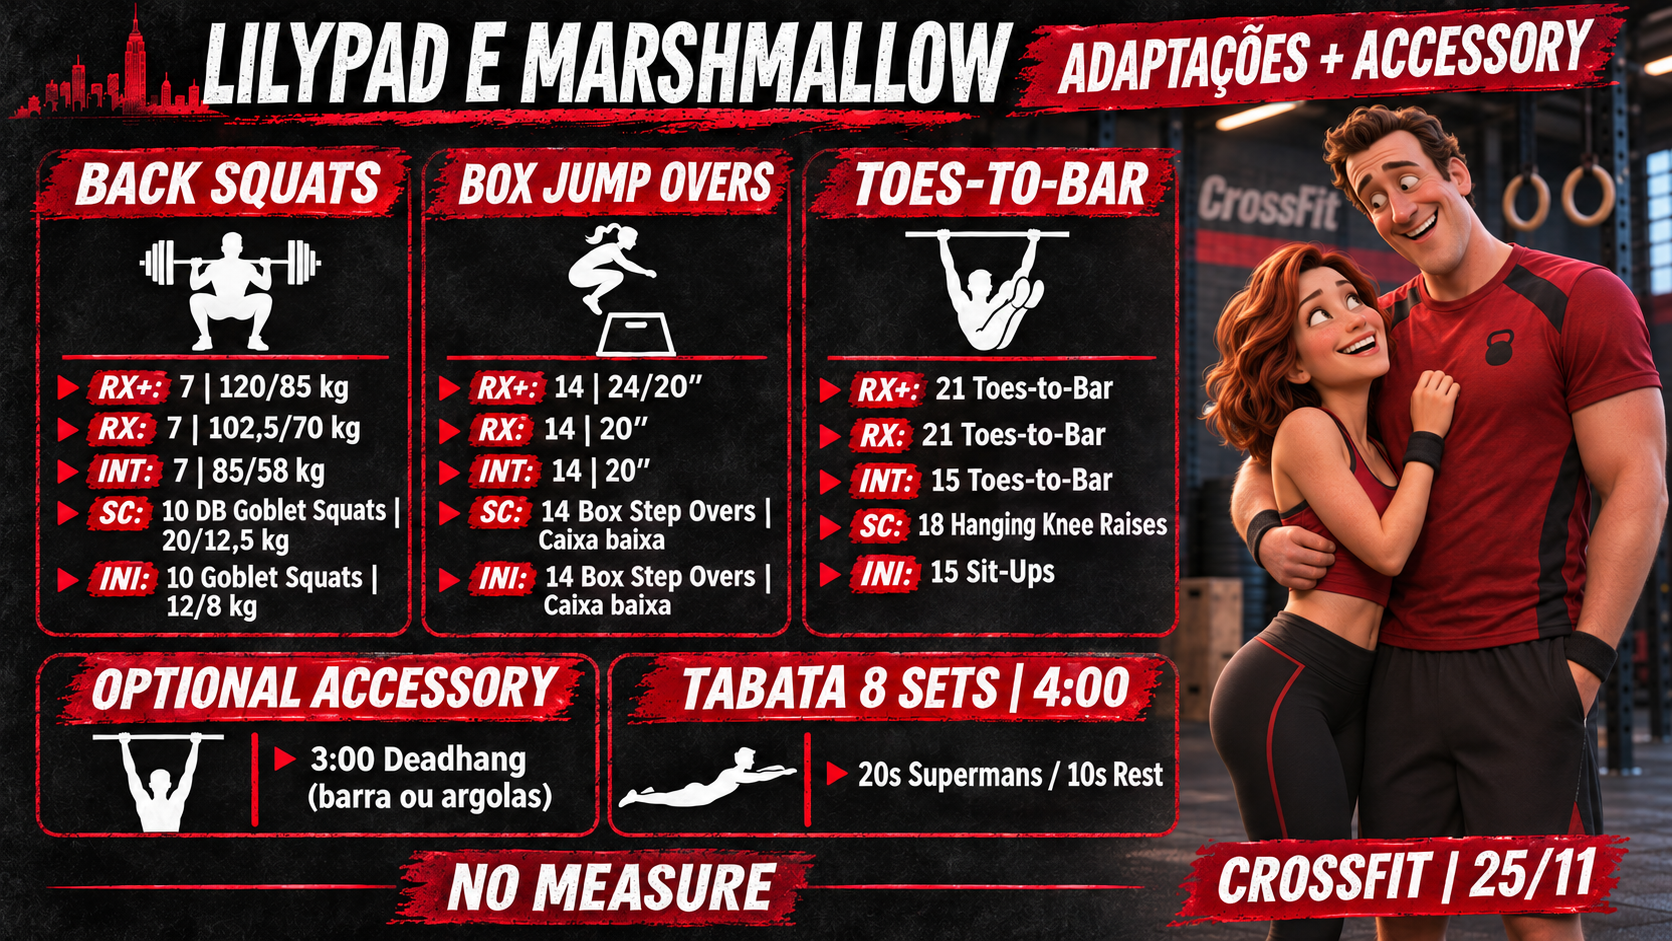 LILYPAD E MARSHMALLOW
ADAPTAÇÕES + ACCESSORY
BACK SQUATS
RX+: 7 | 120/85 kg
RX: 7 | 102,5/70 kg
INT: 7 | 85/58 kg
SC: 10 DB Goblet Squats |
20/12,5 kg
INI: 10 Goblet Squats |
12/8 kg
BOX JUMP OVERS
RX+: 14 | 24/20″
RX: 14 | 20″
INT: 14 | 20″
SC: 14 Box Step Overs |
Caixa baixa
INI: 14 Box Step Overs |
Caixa baixa
TOES-TO-BAR
RX+: 21 Toes-to-Bar
RX: 21 Toes-to-Bar
INT: 15 Toes-to-Bar
SC: 18 Hanging Knee Raises
INI: 15 Sit-Ups
CrossFit
OPTIONAL ACCESSORY
3:00 Deadhang
(barra ou argolas)
TABATA 8 SETS | 4:00
20s Supermans / 10s Rest
NO MEASURE
CROSSFIT | 25/11